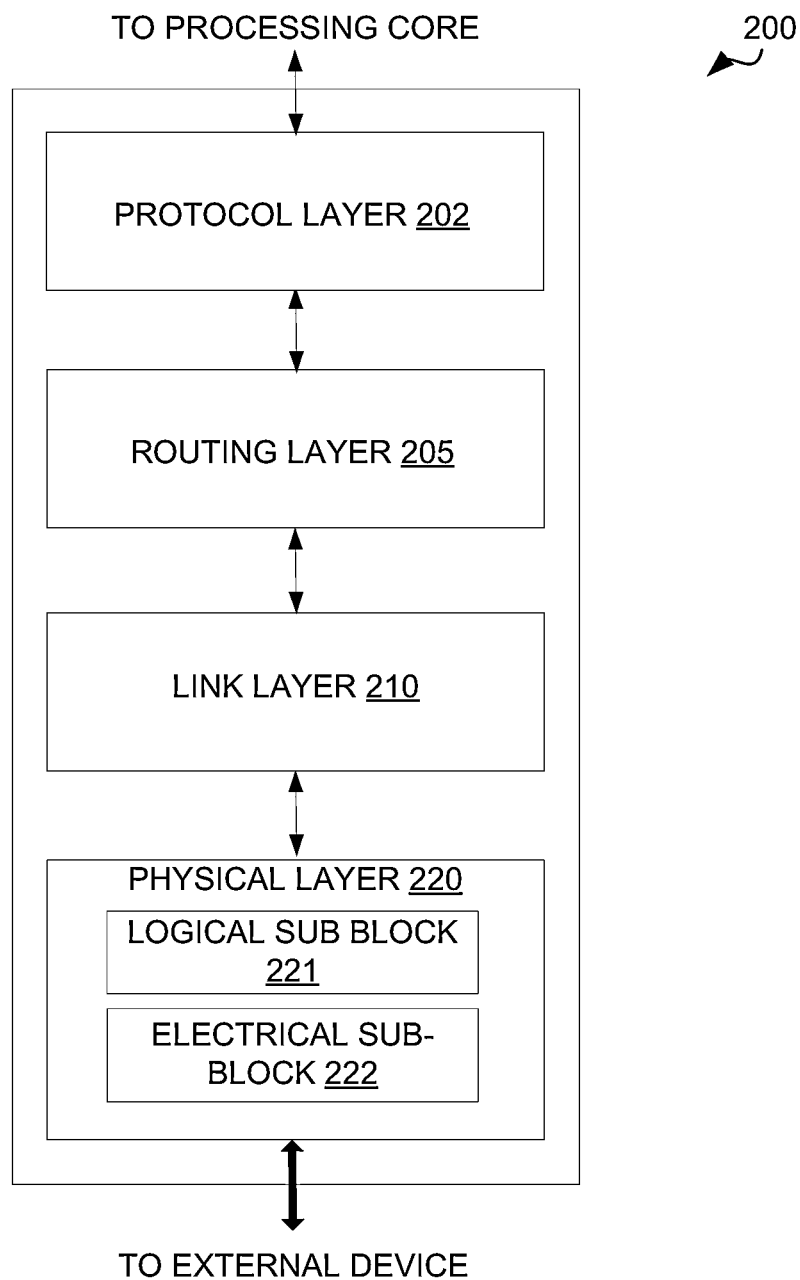 TO PROCESSING CORE
200
PROTOCOL LAYER 202
ROUTING LAYER 205
LINK LAYER 210
PHYSICAL LAYER 220
LOGICAL SUB BLOCK
221
ELECTRICAL SUB-
BLOCK 222
TO EXTERNAL DEVICE